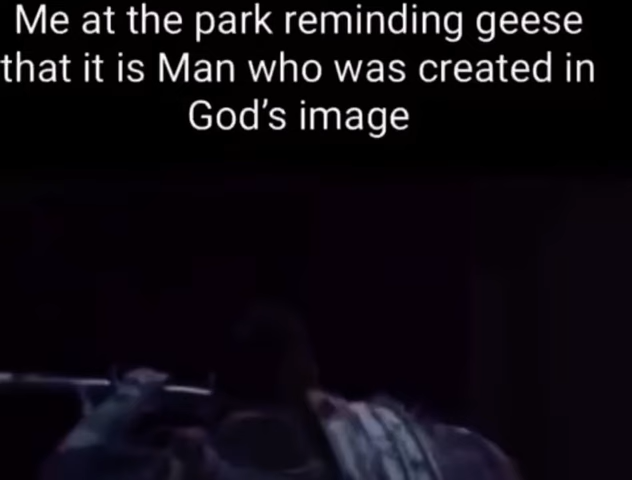 Me at the park reminding geese
that it is Man who was created in
God's image